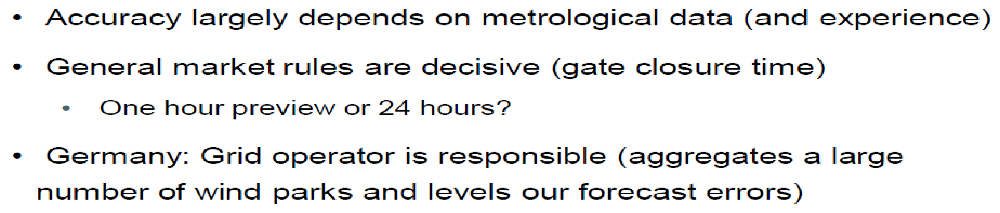 • Accuracy largely depends on metrological data (and experience)
• General market rules are decisive (gate closure time)
• One hour preview or 24 hours?
• Germany: Grid operator is responsible (aggregates a large
number of wind parks and levels our forecast errors)